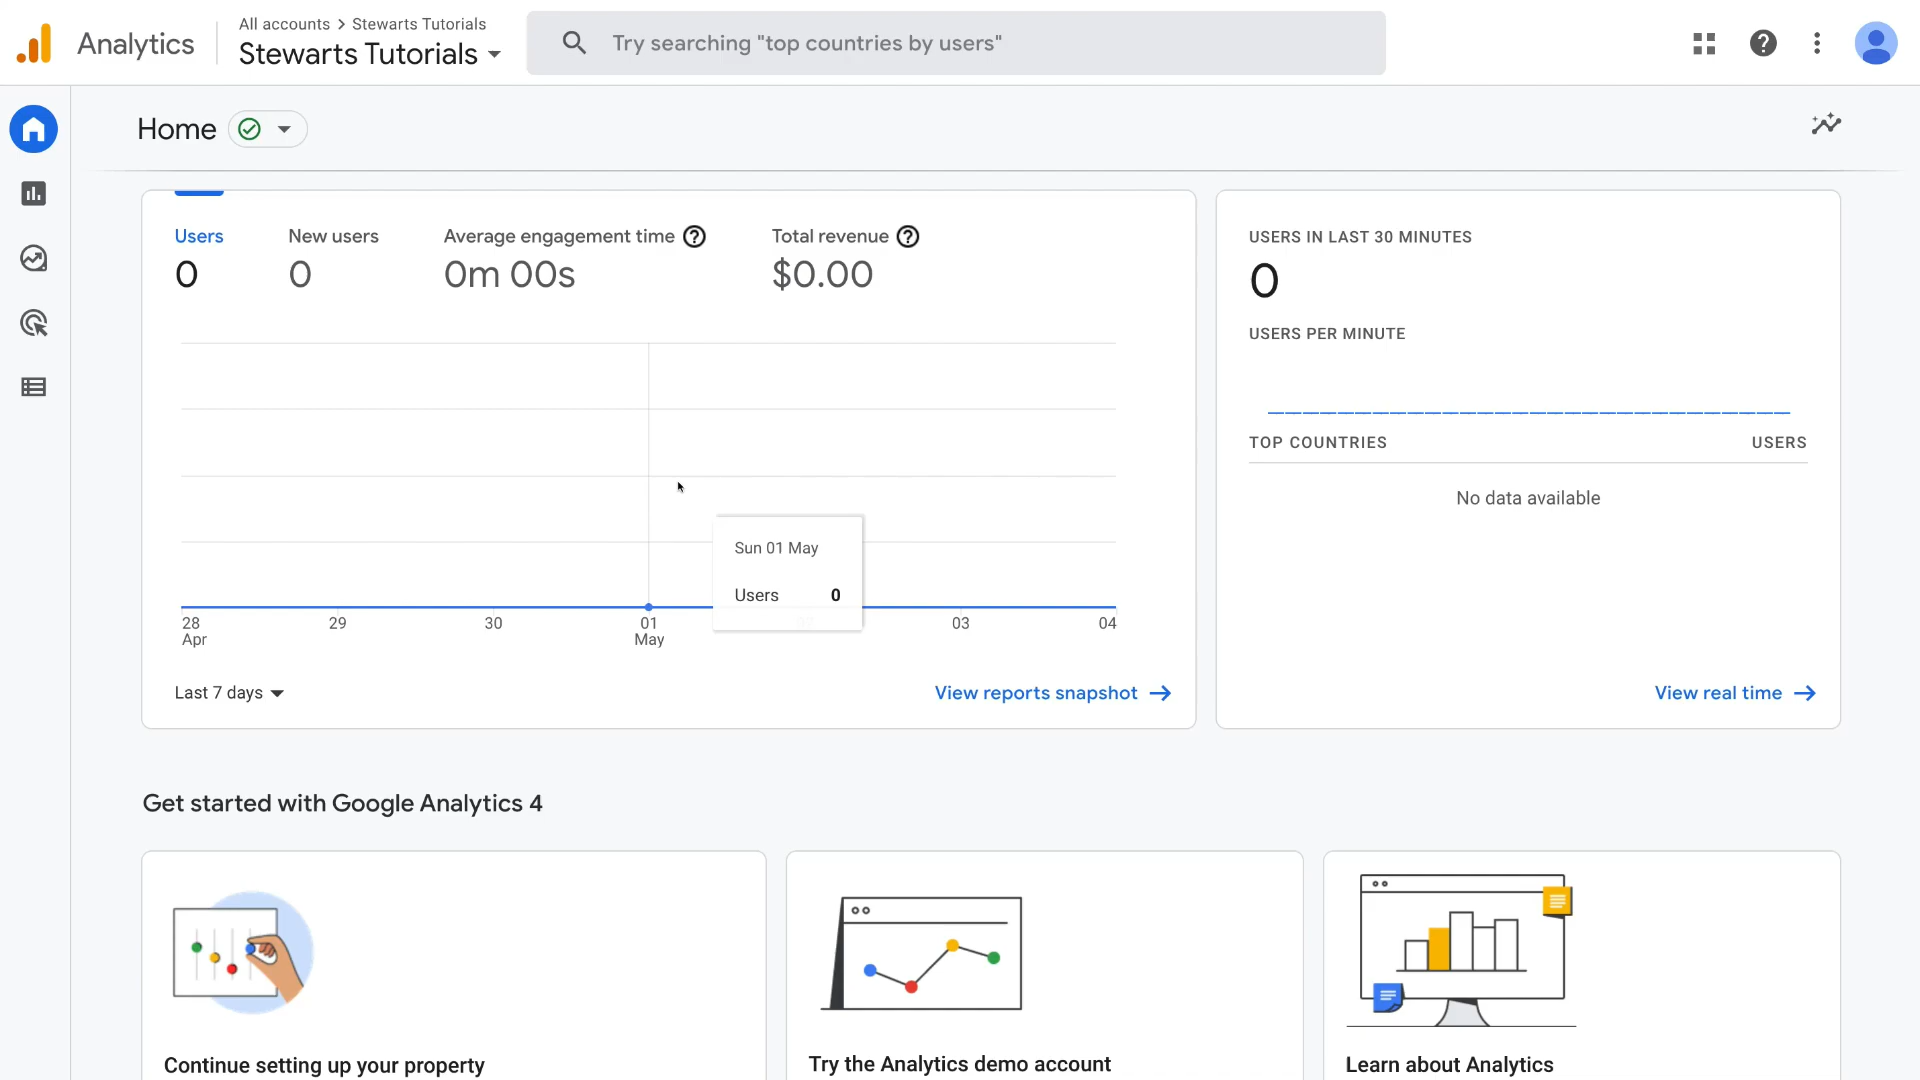 Analytics
All accounts > Stewarts Tutorials
Stewarts Tutorials
Try searching "top countries by users"
Home
Users
0
New users
0
Average engagement time
0m 00s
Total revenue
$0.00
Sun 01 May
Users 0
28 Apr
29
30
01 May
03
04
Last 7 days
View reports snapshot
USERS IN LAST 30 MINUTES
0
USERS PER MINUTE
TOP COUNTRIES USERS
No data available
View real time
Get started with Google Analytics 4
Continue setting up your property
Try the Analytics demo account
Learn about Analytics